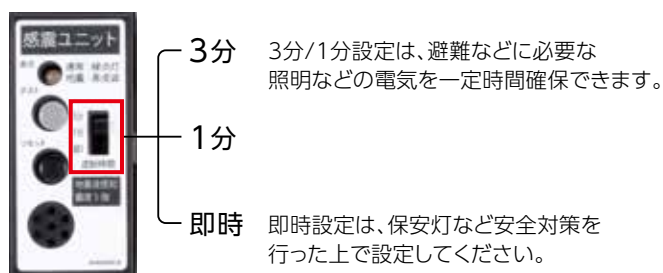 感震ユニット
3分
3分/1分設定は、避難などに必要な
照明などの電気を一定時間確保できます。
1分
即時
即時設定は、保安灯など安全対策を
行った上で設定してください。